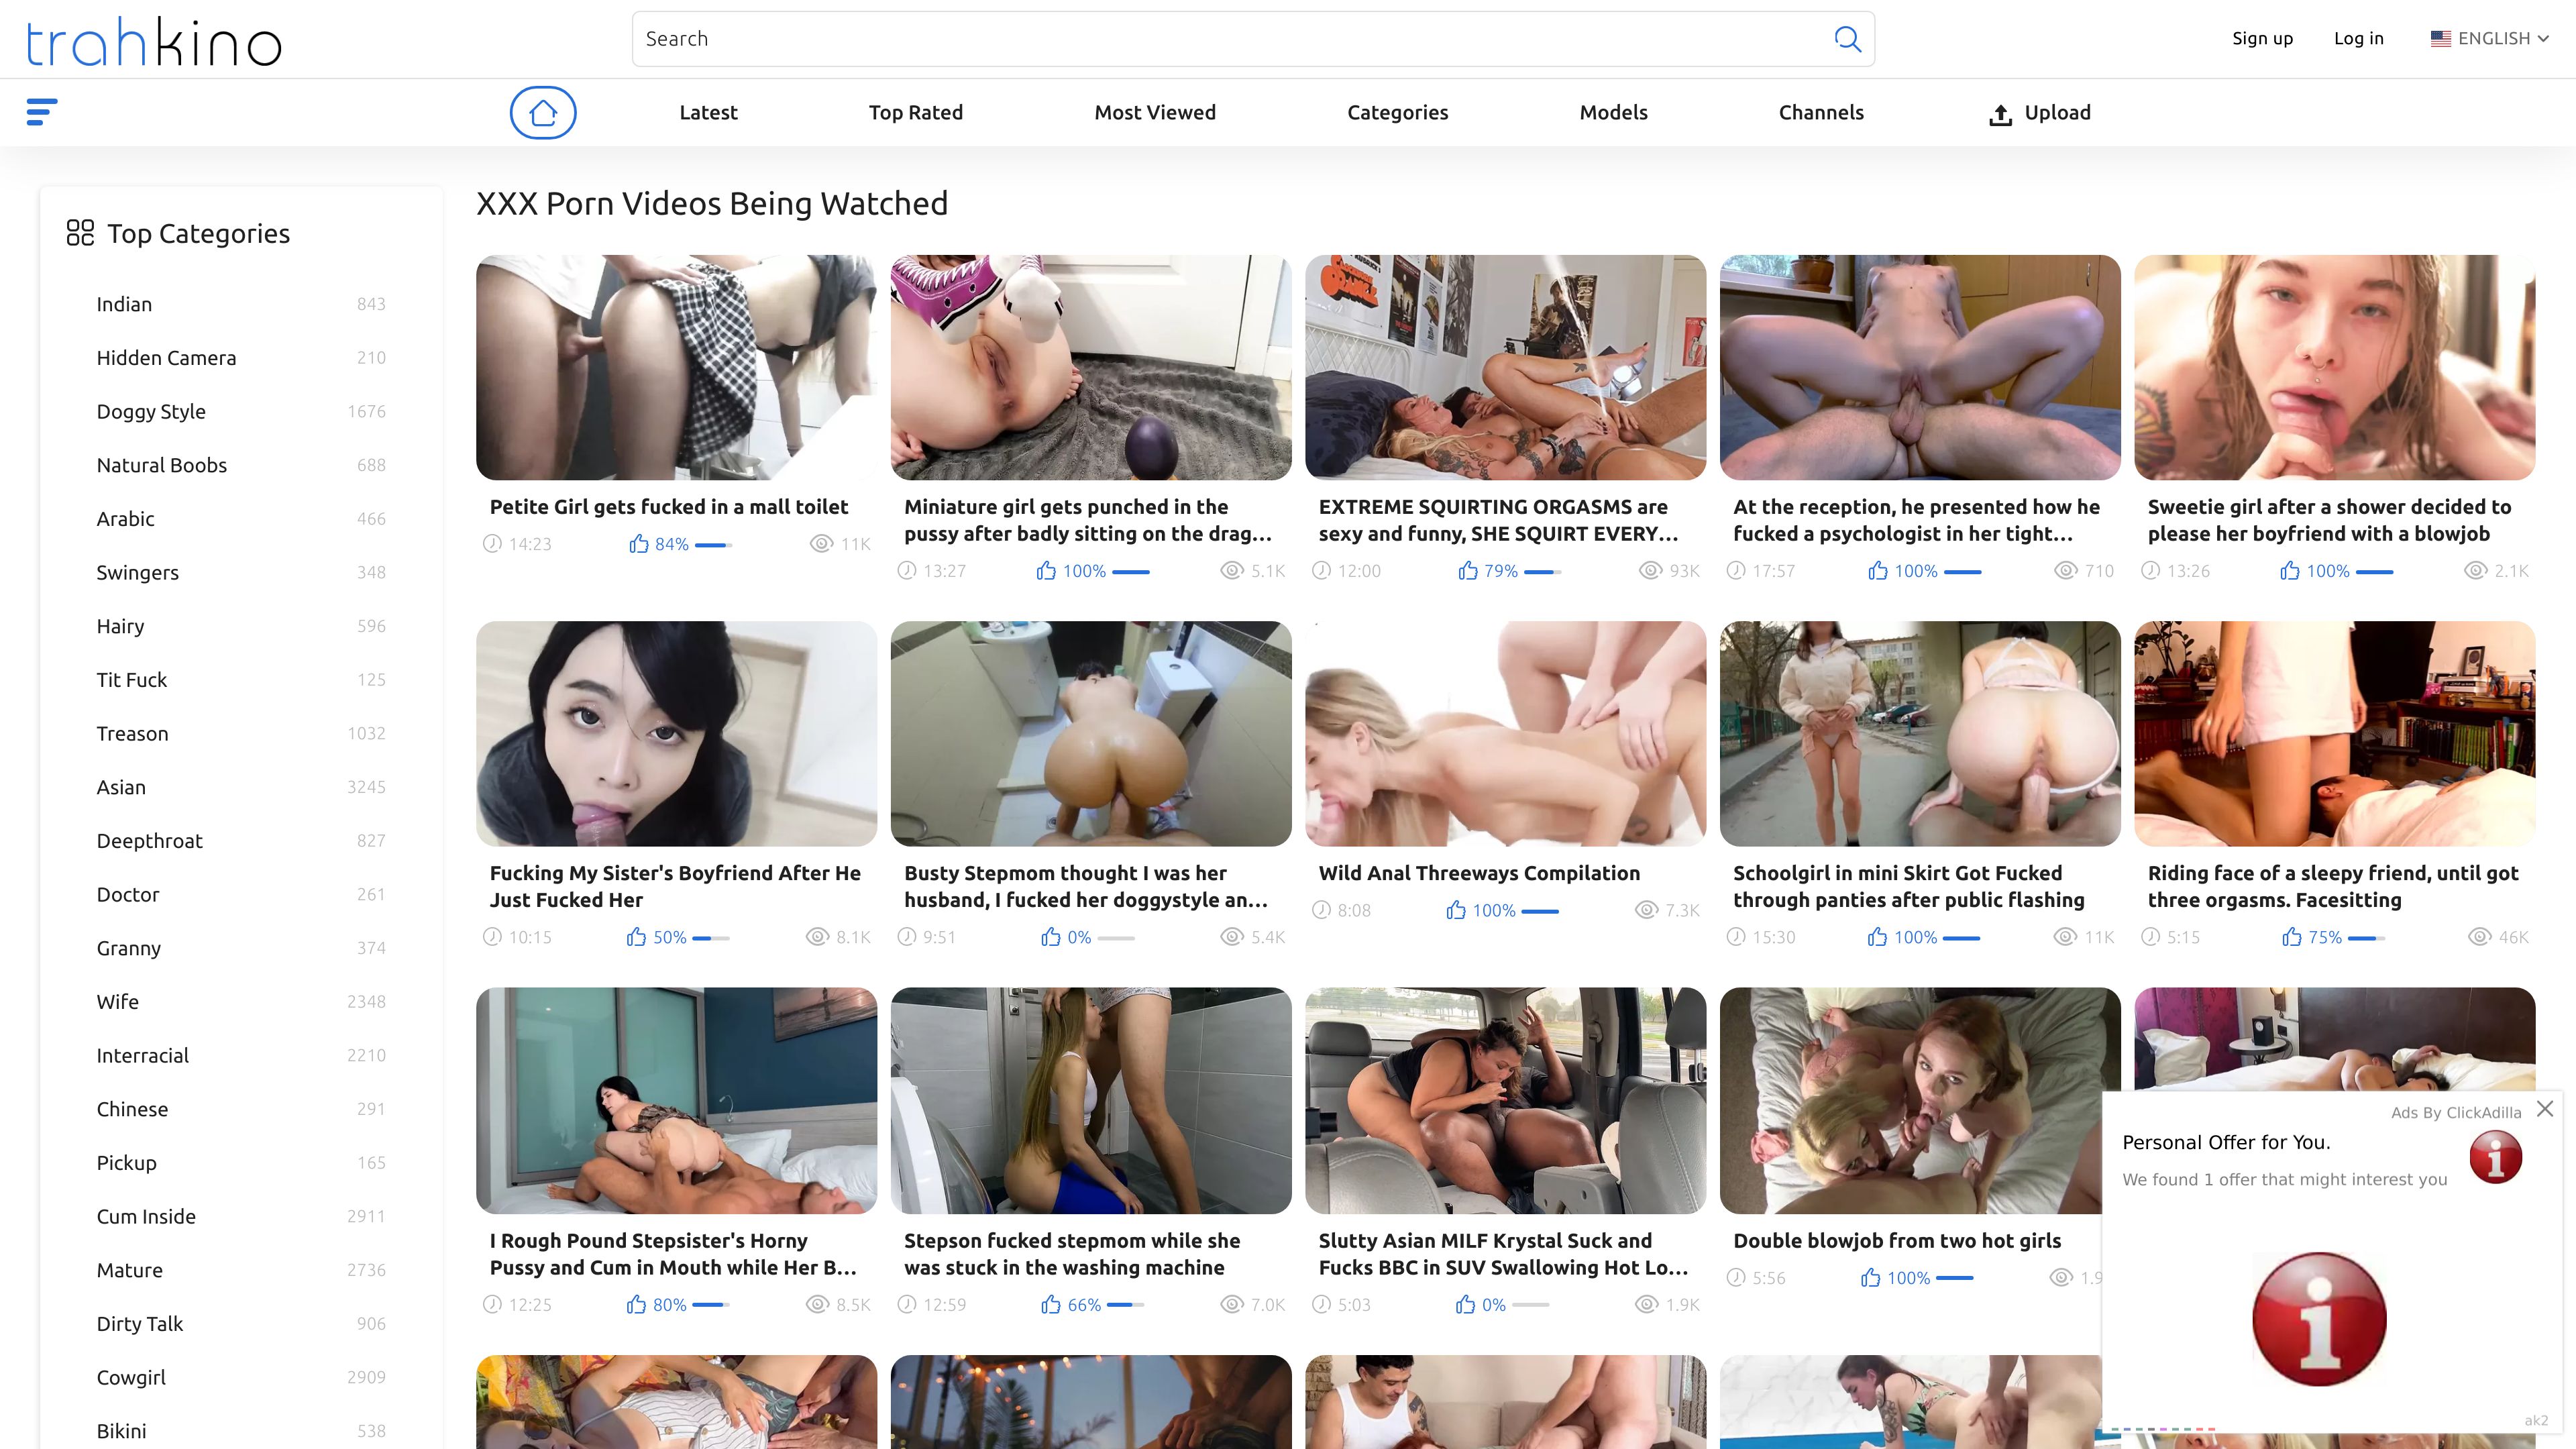 trahkino
Search
Sign up
Log in
ENGLISH
Latest
Top Rated
Most Viewed
Categories
Models
Channels
Upload
Top Categories
Indian 843
Hidden Camera 210
Doggy Style 1676
Natural Boobs 688
Arabic 466
Swingers 348
Hairy 596
Tit Fuck 125
Treason 1032
Asian 3245
Deepthroat 827
Doctor 261
Granny 374
Wife 2348
Interracial 2210
Chinese 291
Pickup 165
Cum Inside 2911
Mature 2736
Dirty Talk 906
Cowgirl 2909
Bikini 538
XXX Porn Videos Being Watched
Petite Girl gets fucked in a mall toilet
14:23 84% 11K
Miniature girl gets punched in the
pussy after badly sitting on the drag...
13:27 100% 5.1K
EXTREME SQUIRTING ORGASMS are
sexy and funny, SHE SQUIRT EVERY...
12:00 79% 93K
At the reception, he presented how he
fucked a psychologist in her tight...
17:57 100% 710
Sweetie girl after a shower decided to
please her boyfriend with a blowjob
13:26 100% 2.1K
Fucking My Sister's Boyfriend After He
Just Fucked Her
10:15 50% 8.1K
Busty Stepmom thought I was her
husband, I fucked her doggystyle an...
9:51 0% 5.4K
Wild Anal Threeways Compilation
8:08 100% 7.3K
Schoolgirl in mini Skirt Got Fucked
through panties after public flashing
15:30 100% 11K
Riding face of a sleepy friend, until got
three orgasms. Facesitting
5:15 75% 46K
I Rough Pound Stepsister's Horny
Pussy and Cum in Mouth while Her B...
12:25 80% 8.5K
Stepson fucked stepmom while she
was stuck in the washing machine
12:59 66% 7.0K
Slutty Asian MILF Krystal Suck and
Fucks BBC in SUV Swallowing Hot Lo...
5:03 0% 1.9K
Double blowjob from two hot girls
5:56 100% 1.9
Ads By ClickAdilla
Personal Offer for You.
We found 1 offer that might interest you
ak2